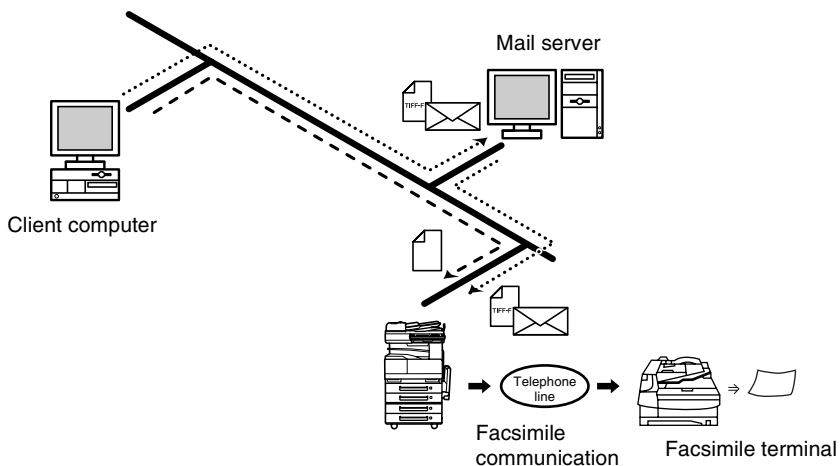 Mail server
TIFF-F
Client computer
TIFF-F
Telephone
line
Facsimile
communication
Facsimile terminal